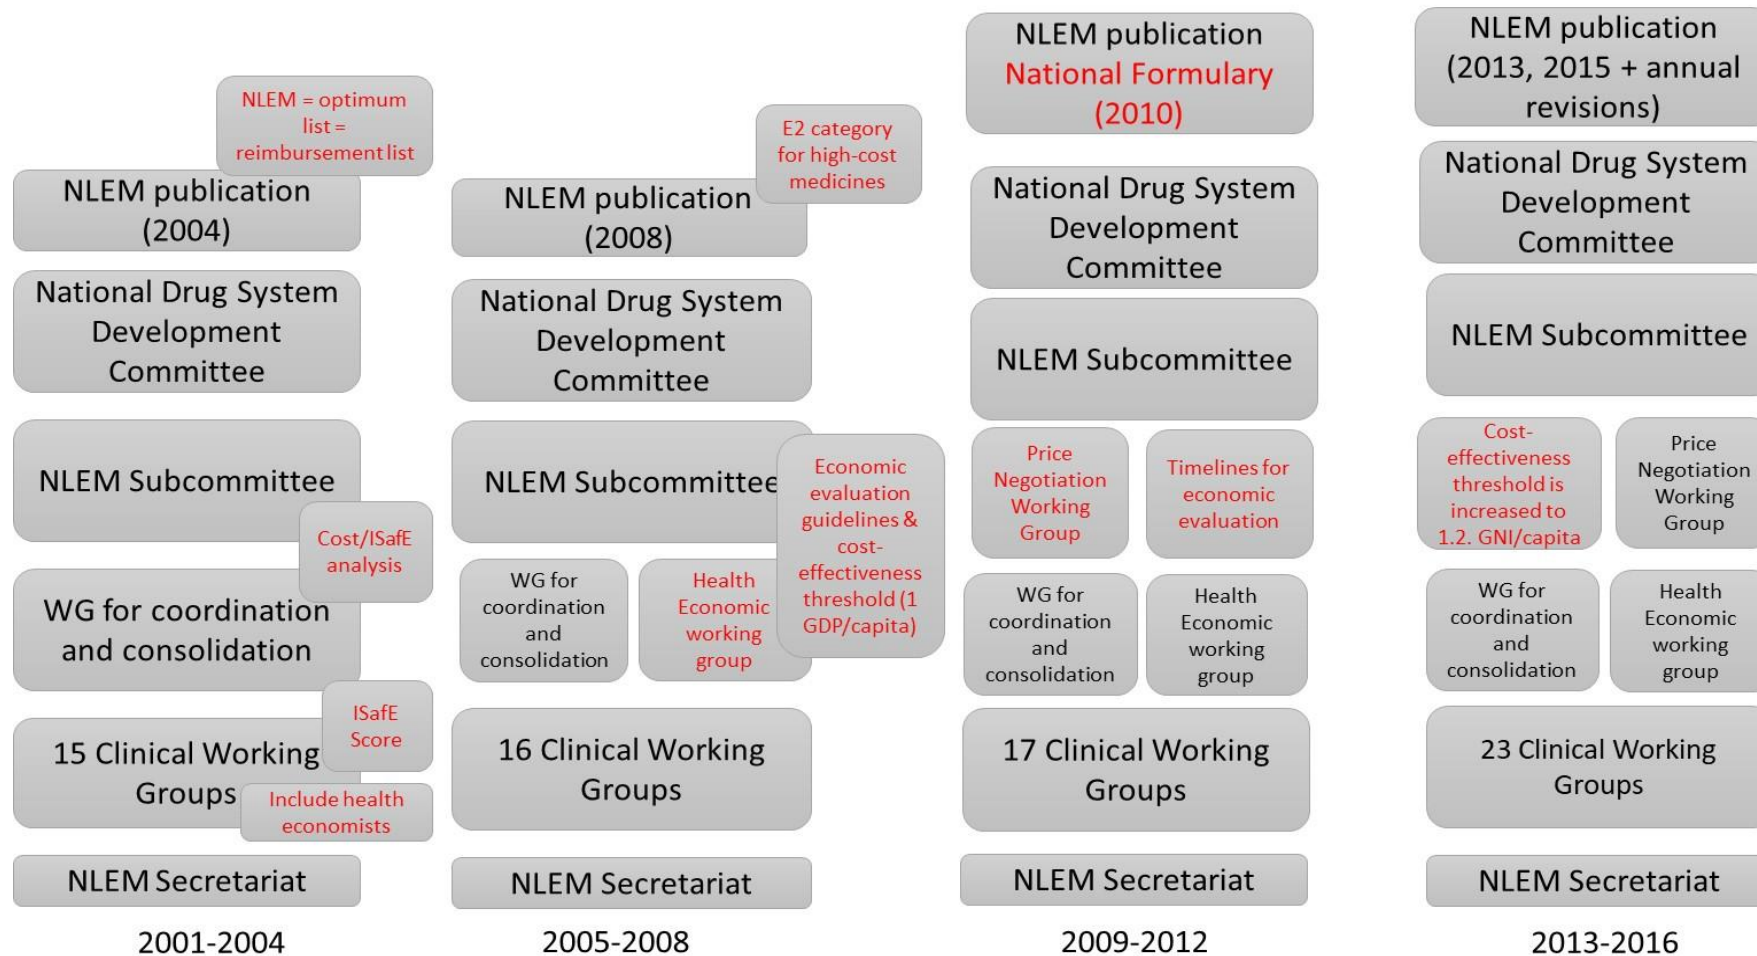 NLEM = optimum
list =
reimbursement list
NLEM publication
(2004)
National Drug System
Development
Committee
NLEM Subcommittee
Cost/ISafE
analysis
WG for coordination
and consolidation
ISafE
Score
15 Clinical Working
Groups
Include health
economists
NLEM Secretariat
2001-2004
E2 category
for high-cost
medicines
NLEM publication
(2008)
National Drug System
Development
Committee
NLEM Subcommittee
Economic
evaluation
guidelines &
cost-
effectiveness
threshold (1
GDP/capita)
WG for
coordination
and
consolidation
Health
Economic
working
group
16 Clinical Working
Groups
NLEM Secretariat
2005-2008
NLEM publication
National Formulary
(2010)
National Drug System
Development
Committee
NLEM Subcommittee
Price
Negotiation
Working
Group
Timelines for
economic
evaluation
WG for
coordination
and
consolidation
Health
Economic
working
group
17 Clinical Working
Groups
NLEM Secretariat
2009-2012
NLEM publication
(2013, 2015 + annual
revisions)
National Drug System
Development
Committee
NLEM Subcommittee
Cost-
effectiveness
threshold is
increased to
1.2. GNI/capita
Price
Negotiation
Working
Group
WG for
coordination
and
consolidation
Health
Economic
working
group
23 Clinical Working
Groups
NLEM Secretariat
2013-2016